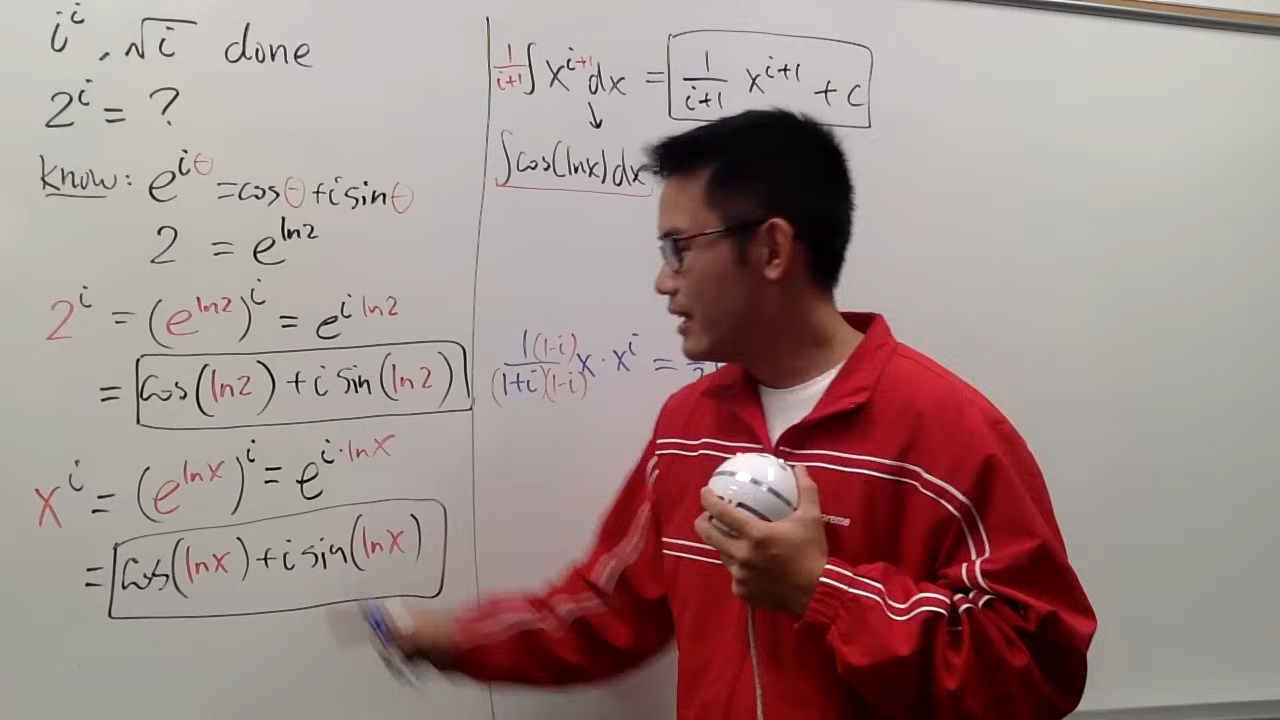 i^i, √i done
2^i = ?
Know: e^{iθ} = cosθ + i sinθ
2 = e^{ln2}
2^i = (e^{ln2})^i = e^{i ln2}
= cos(ln2) + i sin(ln2)
x^i = (e^{lnx})^i = e^{i·lnx}
= cos(lnx) + i sin(lnx)
1/(i+1) ∫ x^{i+1} dx = 1/(i+1) x^{i+1} + C
↓
∫cos(lnx)dx
1(1-i)/(1+i)(1-i) x · x^i =